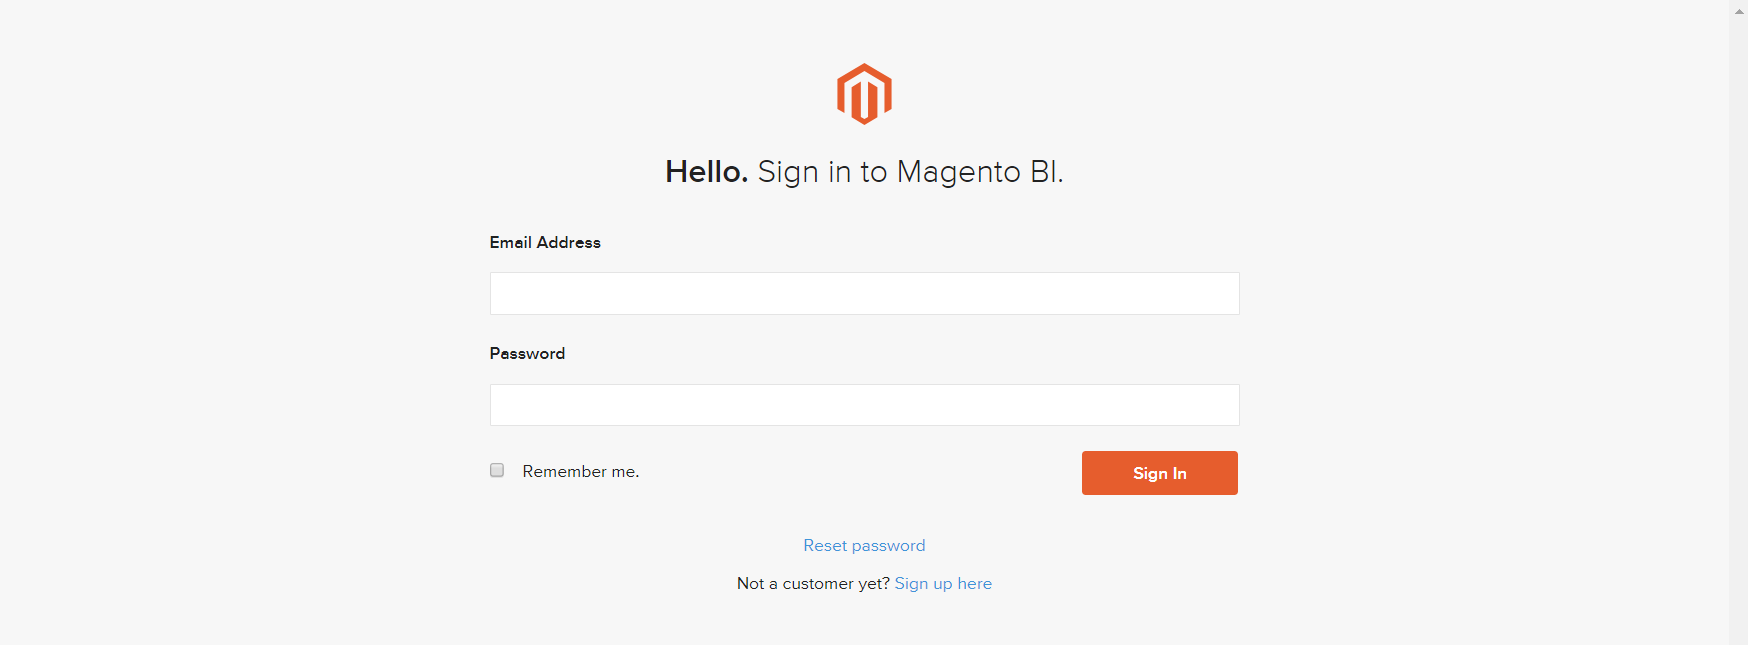 Hello. Sign in to Magento BI.
Email Address
Password
Remember me.
Sign In
Reset password
Not a customer yet? Sign up here